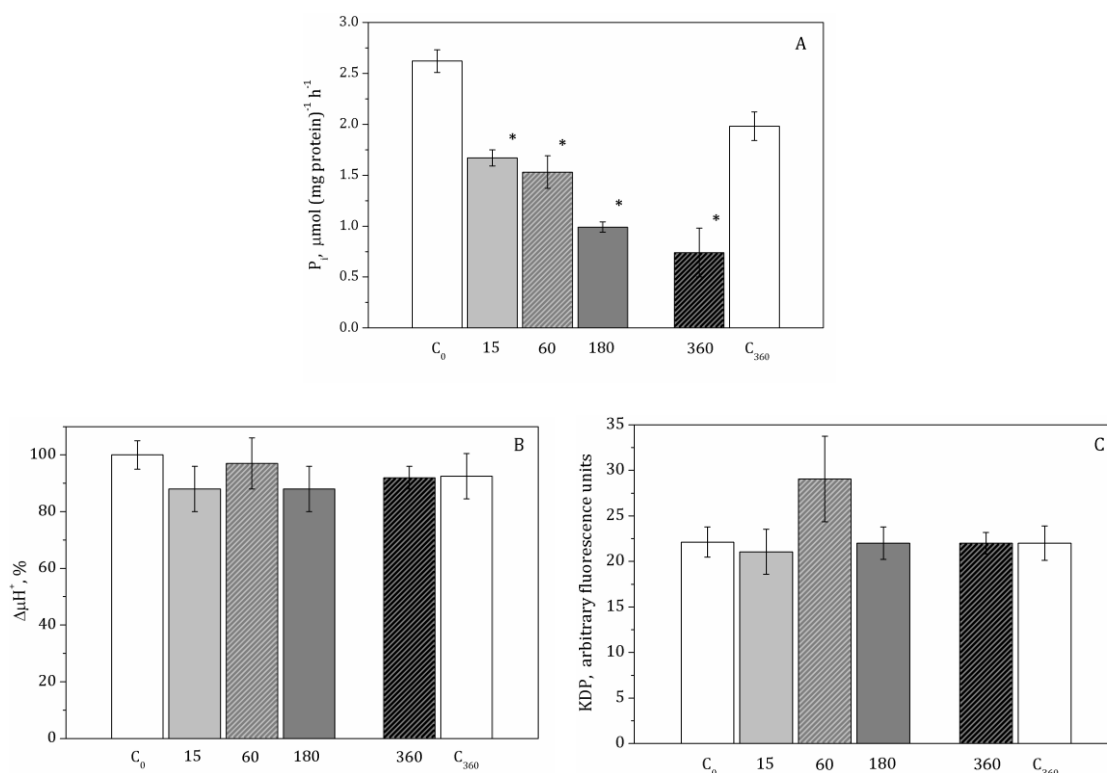 A
3.0
2.5
2.0
1.5
1.0
0.5
0.0
Pᵢ, μmol (mg protein)⁻¹ h⁻¹
* * * *
C₀ 15 60 180 360 C₃₆₀
B
100
80
60
40
20
0
ΔμH⁺, %
C₀ 15 60 180 360 C₃₆₀
C
35
30
25
20
15
10
5
0
KDP, arbitrary fluorescence units
C₀ 15 60 180 360 C₃₆₀